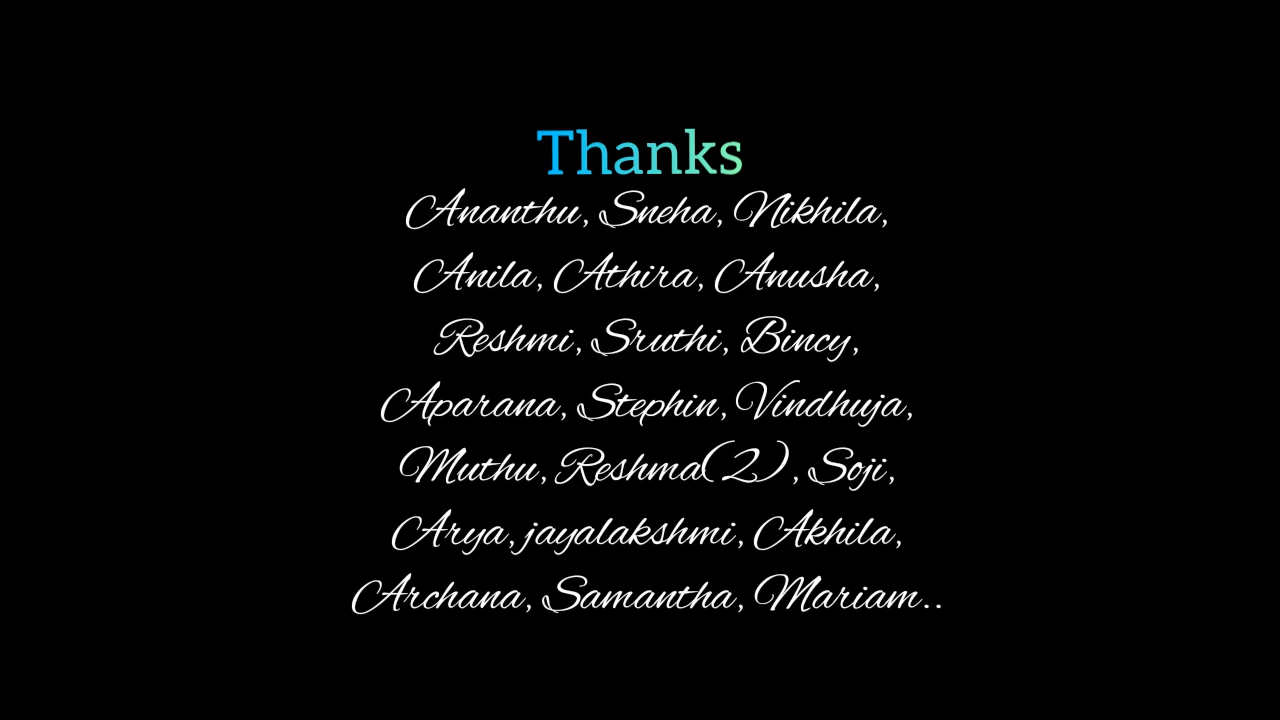 Thanks
Ananthu, Sneha, Nikhila,
Anila, Athira, Anusha,
Reshmi, Sruthi, Bincy,
Aparana, Stephin, Vindhuja,
Muthu, Reshma(2), Soji,
Arya, jayalakshmi, Akhila,
Archana, Samantha, Mariam..